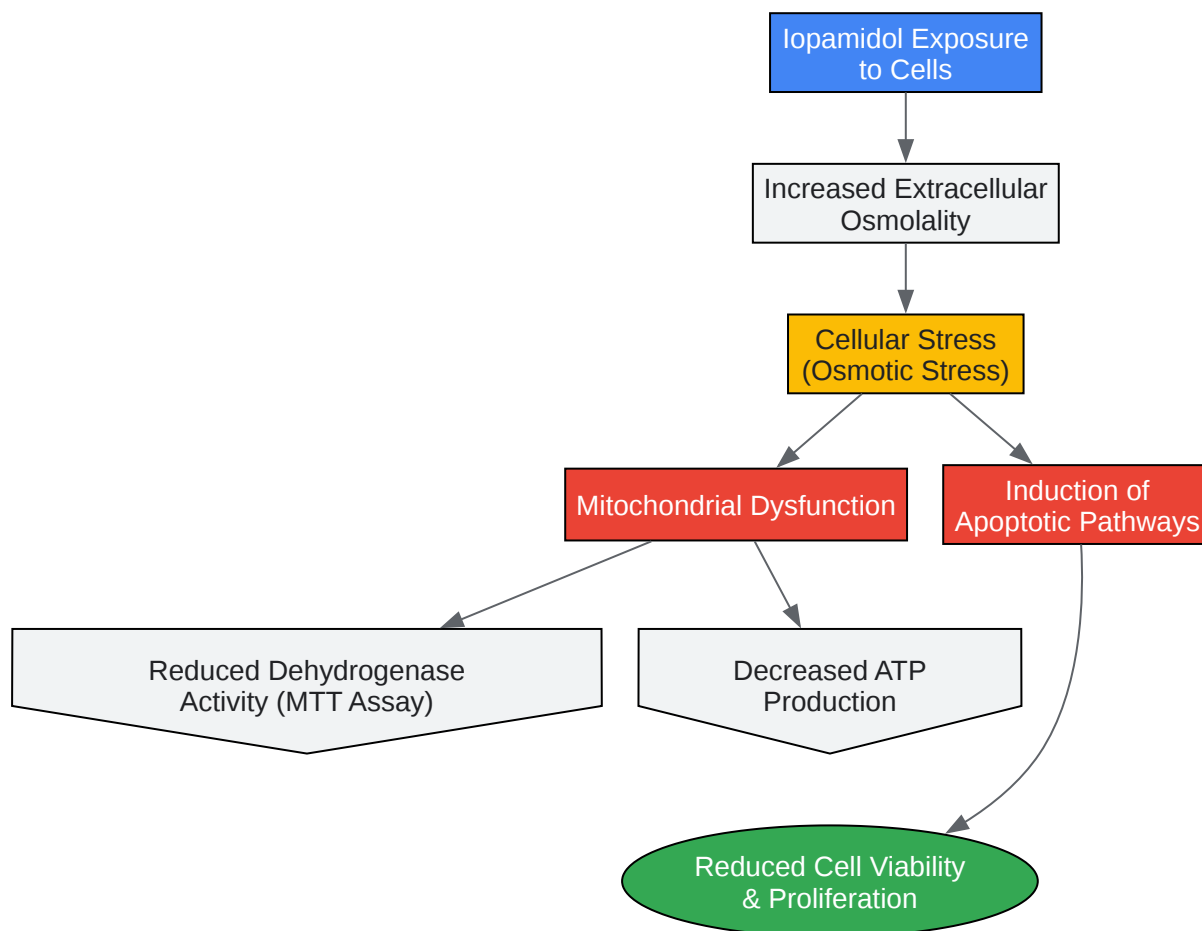 Iopamidol Exposure
to Cells
Increased Extracellular
Osmolality
Cellular Stress
(Osmotic Stress)
Mitochondrial Dysfunction
Induction of
Apoptotic Pathways
Reduced Dehydrogenase
Activity (MTT Assay)
Decreased ATP
Production
Reduced Cell Viability
& Proliferation